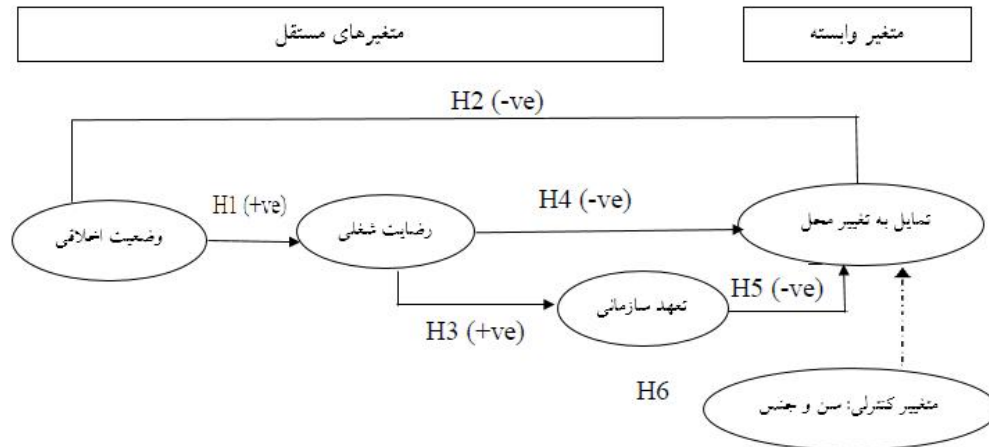 متغیرهای مستقل
متغیر وابسته
H2 (-ve)
وضعیت اخلاقی
H1 (+ve)
رضایت شغلی
H4 (-ve)
تمایل به تغییر محل
H3 (+ve)
تعهد سازمانی
H5 (-ve)
H6
متغییر کنترلی: سن و جنس